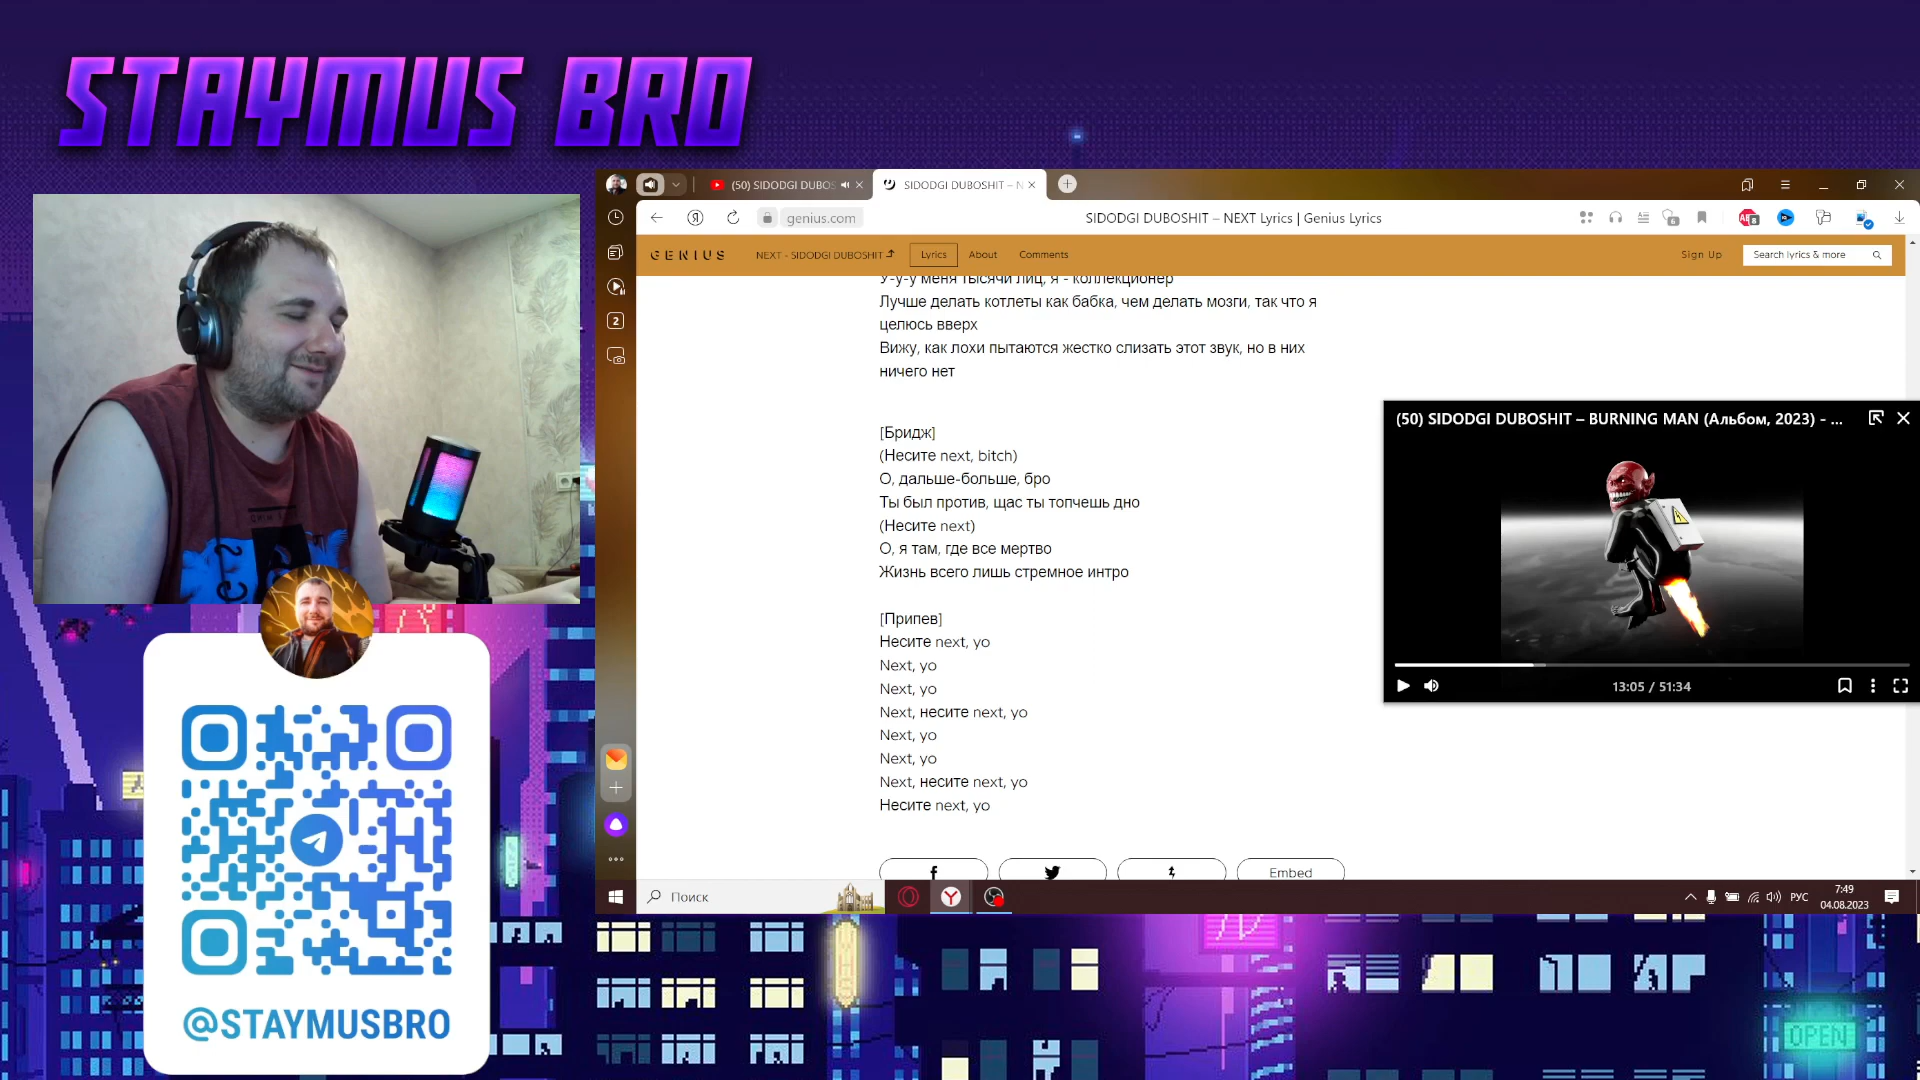 STAYMUS BRO
(50) SIDODGI DUBOS
SIDODGI DUBOSHIT – N
genius.com
SIDODGI DUBOSHIT – NEXT Lyrics | Genius Lyrics
GENIUS
NEXT - SIDODGI DUBOSHIT
Lyrics
About
Comments
Sign Up
Search lyrics & more
У-у-у меня тысячи лиц, я - коллекционер
Лучше делать котлеты как бабка, чем делать мозги, так что я
целюсь вверх
Вижу, как лохи пытаются жестко слизать этот звук, но в них
ничего нет
[Бридж]
(Несите next, bitch)
О, дальше-больше, бро
Ты был против, щас ты топчешь дно
(Несите next)
О, я там, где все мертво
Жизнь всего лишь стремное интро
[Припев]
Несите next, yo
Next, yo
Next, yo
Next, несите next, yo
Next, yo
Next, yo
Next, несите next, yo
Несите next, yo
Embed
(50) SIDODGI DUBOSHIT – BURNING MAN (Альбом, 2023) - ...
13:05 / 51:34
2
Поиск
РУС
7:49
04.08.2023
@STAYMUSBRO
OPEN